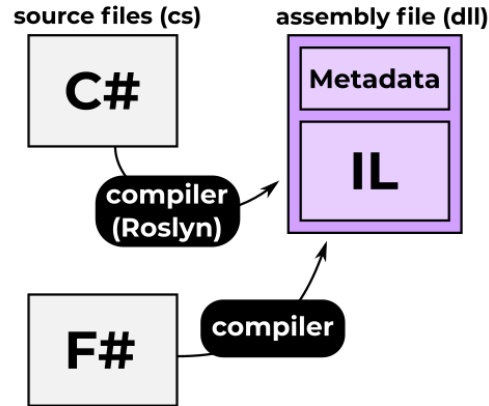 source files (cs)
assembly file (dll)
C#
Metadata
IL
compiler
(Roslyn)
compiler
F#